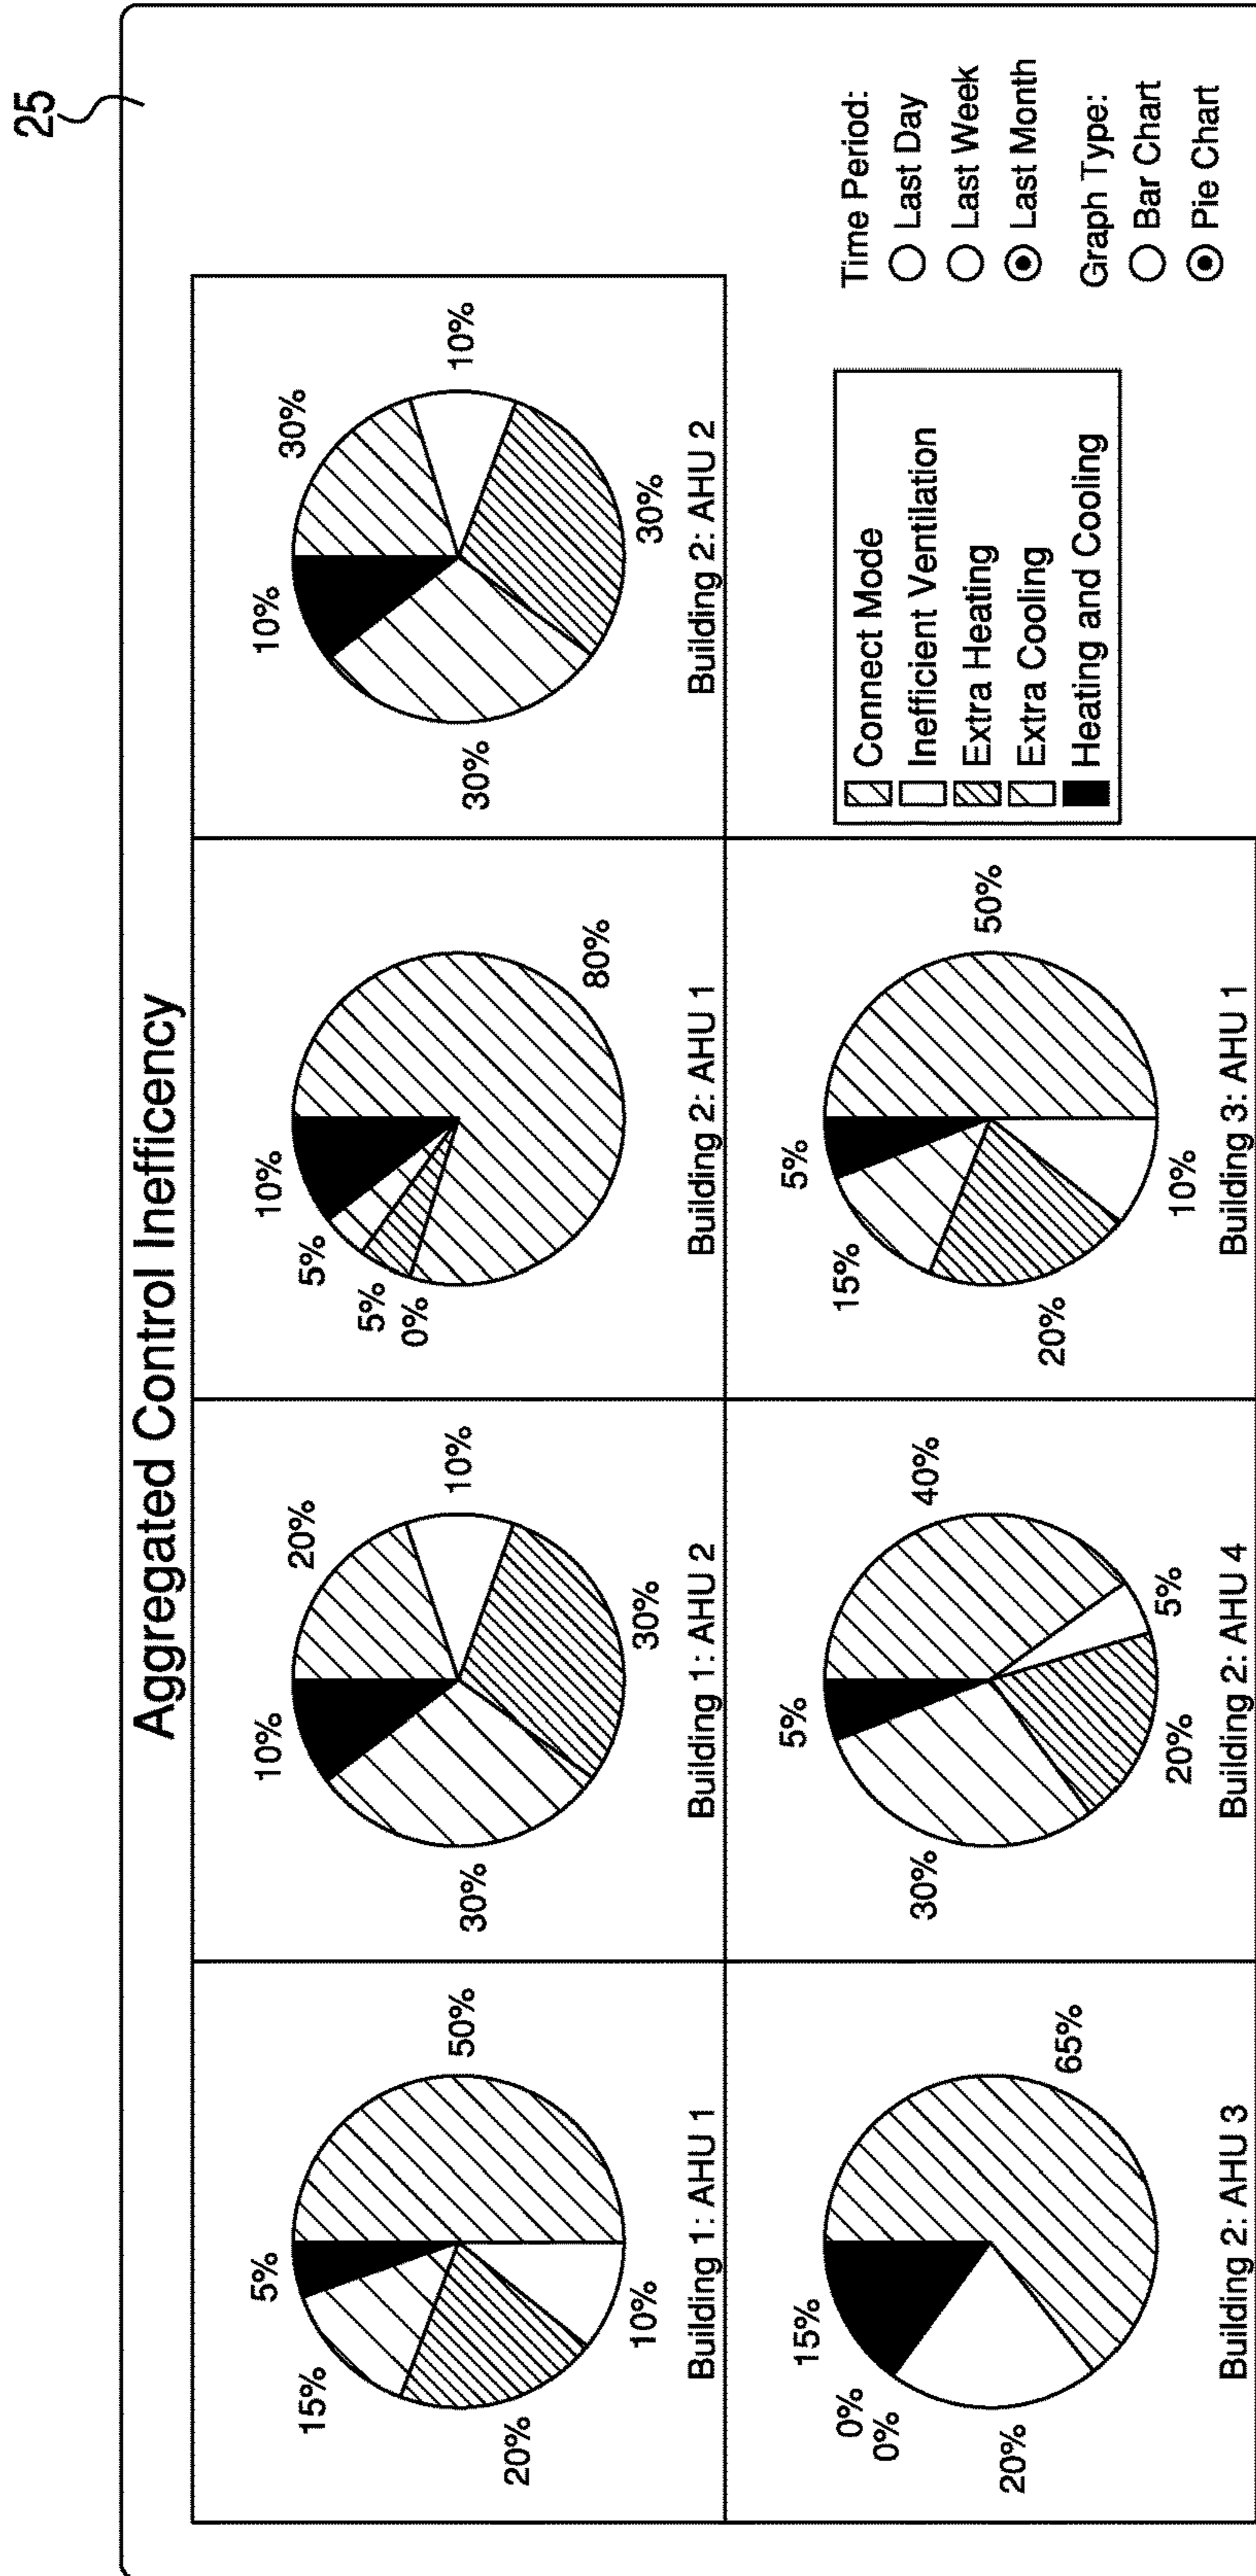 25
Aggregated Control Inefficency
5%
50%
15%
20%
10%
Building 1: AHU 1
10%
20%
10%
30%
30%
Building 1: AHU 2
10%
5%
5%
0%
80%
Building 2: AHU 1
10%
30%
10%
30%
30%
Building 2: AHU 2
15%
0%
0%
20%
65%
Building 2: AHU 3
5%
40%
30%
5%
20%
Building 2: AHU 4
5%
50%
15%
20%
10%
Building 3: AHU 1
Connect Mode
Inefficient Ventilation
Extra Heating
Extra Cooling
Heating and Cooling
Time Period:
Last Day
Last Week
Last Month
Graph Type:
Bar Chart
Pie Chart